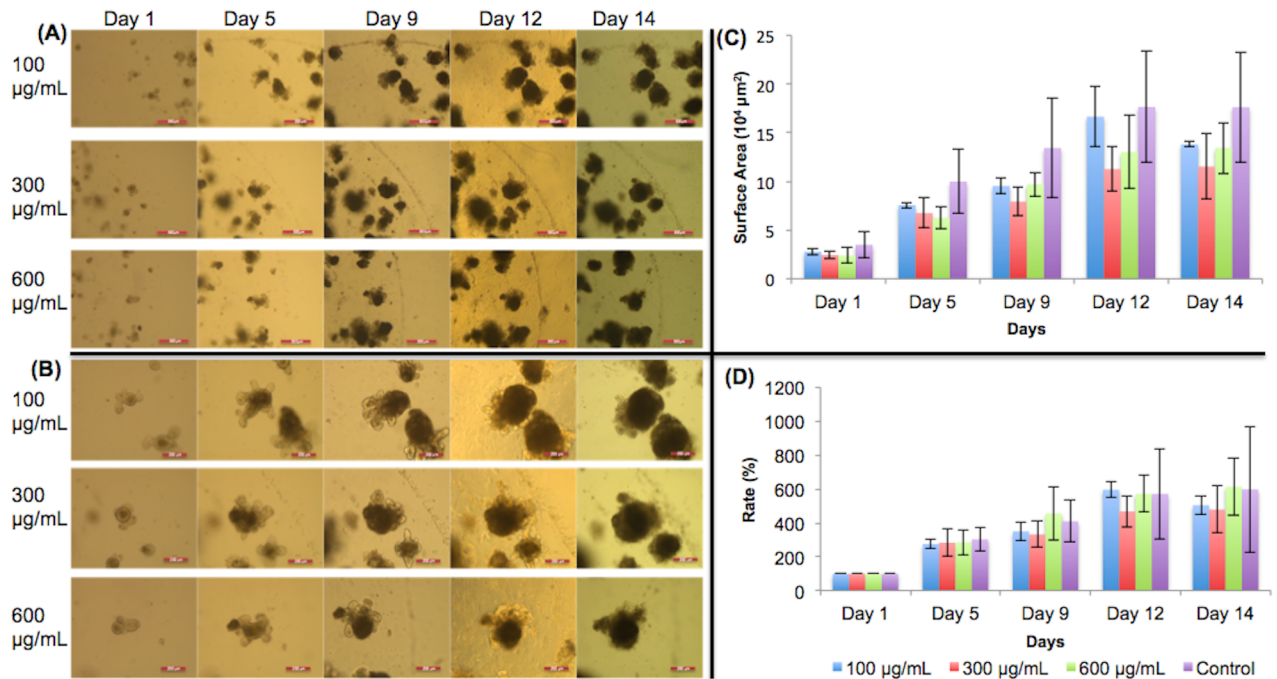 Day 1 Day 5 Day 9 Day 12 Day 14
(A)
100
µg/mL
300
µg/mL
600
µg/mL
(B)
100
µg/mL
300
µg/mL
600
µg/mL
(C)
Surface Area (10⁴ µm²)
25
20
15
10
5
0
Day 1 Day 5 Day 9 Day 12 Day 14
Days
(D)
Rate (%)
1200
1000
800
600
400
200
0
Day 1 Day 5 Day 9 Day 12 Day 14
Days
100 µg/mL 300 µg/mL 600 µg/mL Control